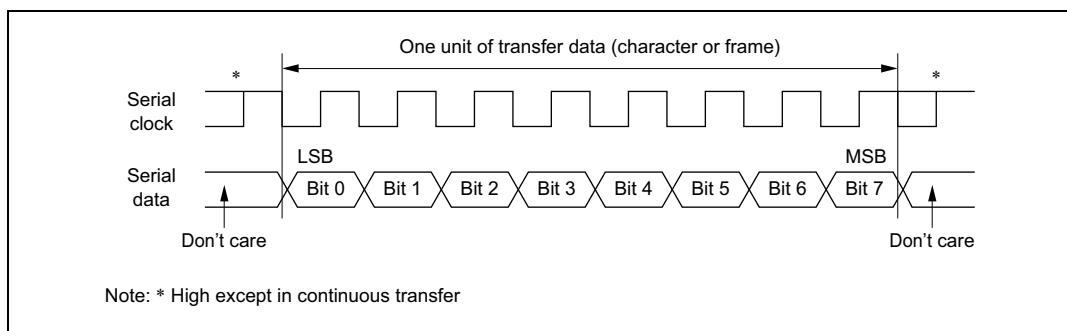 One unit of transfer data (character or frame)
* *
Serial
clock
LSB MSB
Serial
data
Bit 0 Bit 1 Bit 2 Bit 3 Bit 4 Bit 5 Bit 6 Bit 7
Don't care Don't care
Note: * High except in continuous transfer